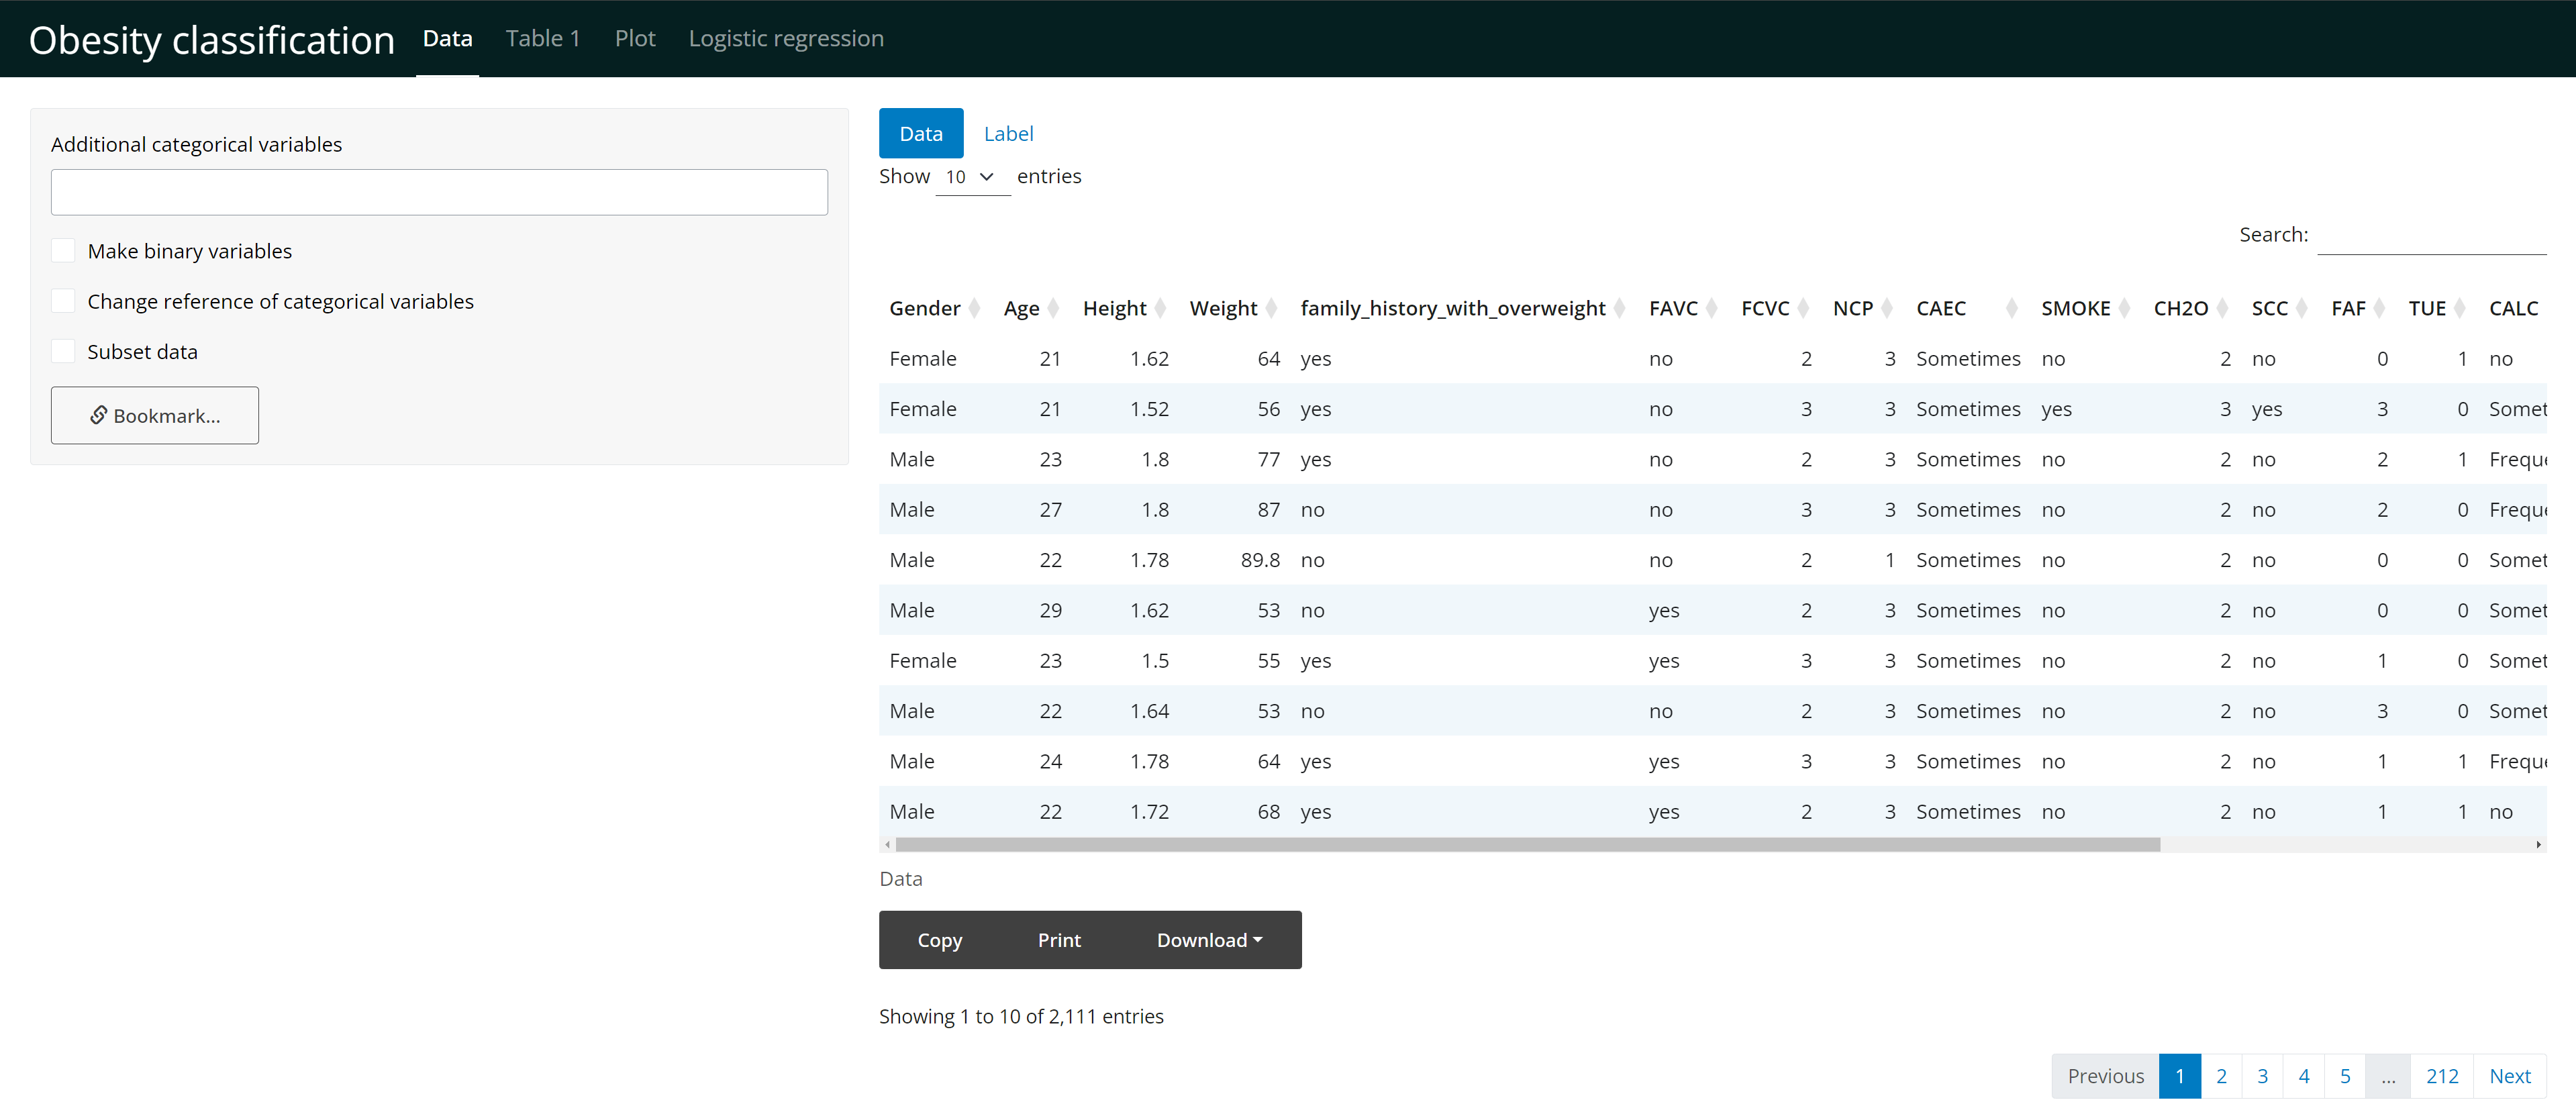 Obesity classification Data Table 1 Plot Logistic regression
Additional categorical variables
Make binary variables
Change reference of categorical variables
Subset data
Bookmark...
Data Label
Show 10 entries
Search:
Gender Age Height Weight family_history_with_overweight FAVC FCVC NCP CAEC SMOKE CH2O SCC FAF TUE CALC
Female 21 1.62 64 yes no 2 3 Sometimes no 2 no 0 1 no
Female 21 1.52 56 yes no 3 3 Sometimes yes 3 yes 3 0 Somet
Male 23 1.8 77 yes no 2 3 Sometimes no 2 no 2 1 Freque
Male 27 1.8 87 no no 3 3 Sometimes no 2 no 2 0 Freque
Male 22 1.78 89.8 no no 2 1 Sometimes no 2 no 0 0 Somet
Male 29 1.62 53 no yes 2 3 Sometimes no 2 no 0 0 Somet
Female 23 1.5 55 yes yes 3 3 Sometimes no 2 no 1 0 Somet
Male 22 1.64 53 no no 2 3 Sometimes no 2 no 3 0 Somet
Male 24 1.78 64 yes yes 3 3 Sometimes no 2 no 1 1 Freque
Male 22 1.72 68 yes yes 2 3 Sometimes no 2 no 1 1 no
Data
Copy Print Download
Showing 1 to 10 of 2,111 entries
Previous 1 2 3 4 5 ... 212 Next